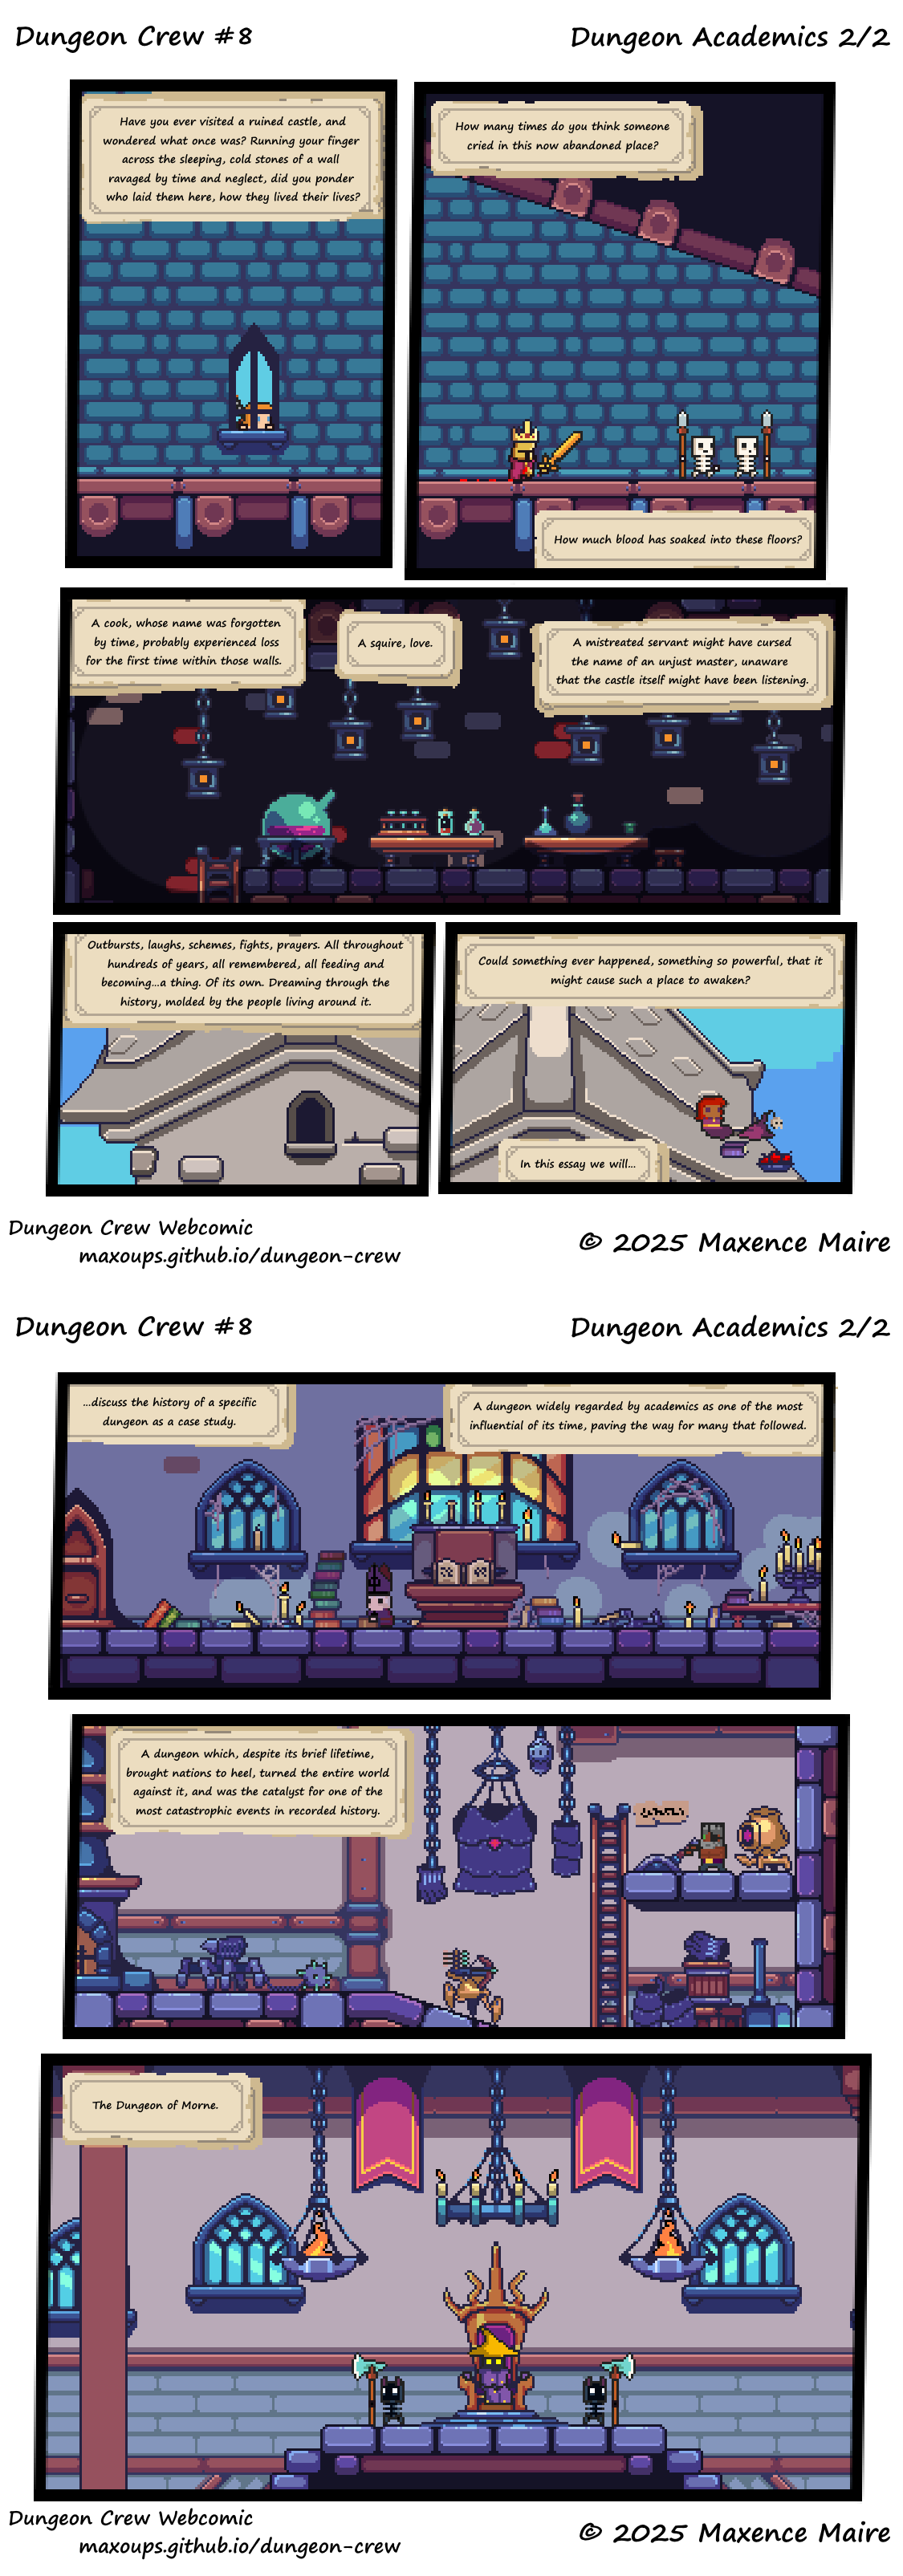 Dungeon Crew #8
Dungeon Academics 2/2
Have you ever visited a ruined castle, and
wondered what once was? Running your finger
across the sleeping, cold stones of a wall
ravaged by time and neglect, did you ponder
who laid them here, how they lived their lives?
How many times do you think someone
cried in this now abandoned place?
How much blood has soaked into these floors?
A cook, whose name was forgotten
by time, probably experienced loss
for the first time within those walls.
A squire, love.
A mistreated servant might have cursed
the name of an unjust master, unaware
that the castle itself might have been listening.
Outbursts, laughs, schemes, fights, prayers. All throughout
hundreds of years, all remembered, all feeding and
becoming...a thing. Of its own. Dreaming through the
history, molded by the people living around it.
Could something ever happened, something so powerful, that it
might cause such a place to awaken?
In this essay we will...
Dungeon Crew Webcomic
maxoups.github.io/dungeon-crew
© 2025 Maxence Maire
Dungeon Crew #8
Dungeon Academics 2/2
...discuss the history of a specific
dungeon as a case study.
A dungeon widely regarded by academics as one of the most
influential of its time, paving the way for many that followed.
A dungeon which, despite its brief lifetime,
brought nations to heel, turned the entire world
against it, and was the catalyst for one of the
most catastrophic events in recorded history.
The Dungeon of Morne.
Dungeon Crew Webcomic
maxoups.github.io/dungeon-crew
© 2025 Maxence Maire